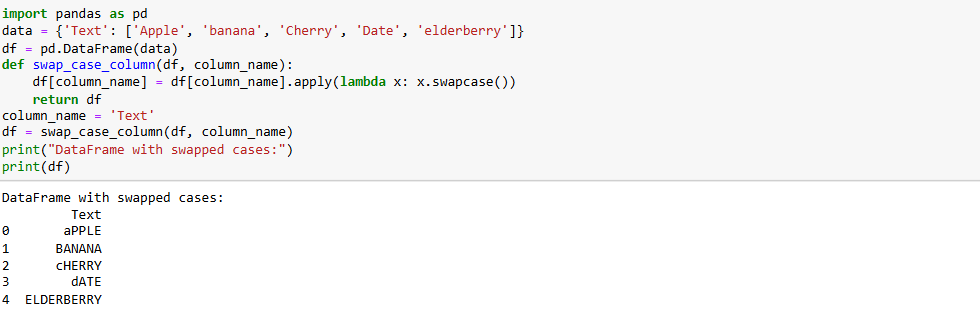 import pandas as pd
data = {'Text': ['Apple', 'banana', 'Cherry', 'Date', 'elderberry']}
df = pd.DataFrame(data)
def swap_case_column(df, column_name):
    df[column_name] = df[column_name].apply(lambda x: x.swapcase())
    return df
column_name = 'Text'
df = swap_case_column(df, column_name)
print("DataFrame with swapped cases:")
print(df)
DataFrame with swapped cases:
         Text
0       aPPLE
1      BANANA
2      cHERRY
3        dATE
4  ELDERBERRY